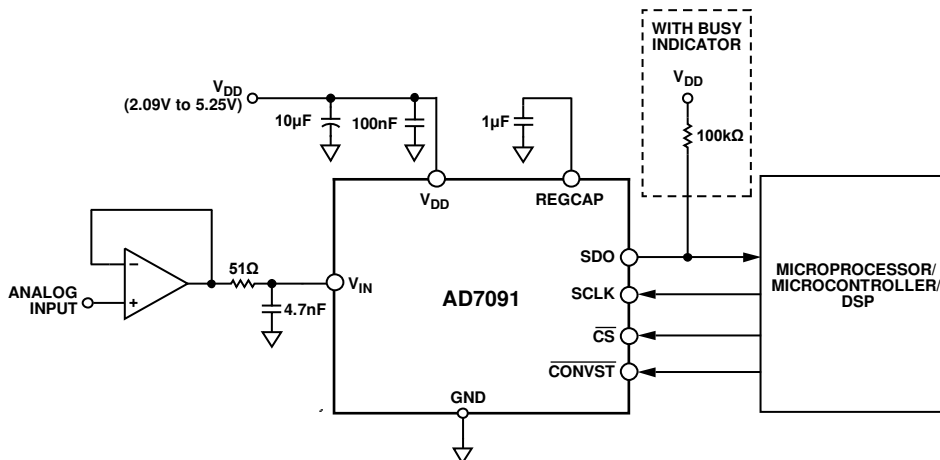 WITH BUSY
INDICATOR
VDD
100kΩ
VDD
(2.09V to 5.25V)
10µF
100nF
1µF
VDD
REGCAP
ANALOG
INPUT
−
+
51Ω
4.7nF
VIN
AD7091
SDO
SCLK
CS
CONVST
GND
MICROPROCESSOR/
MICROCONTROLLER/
DSP